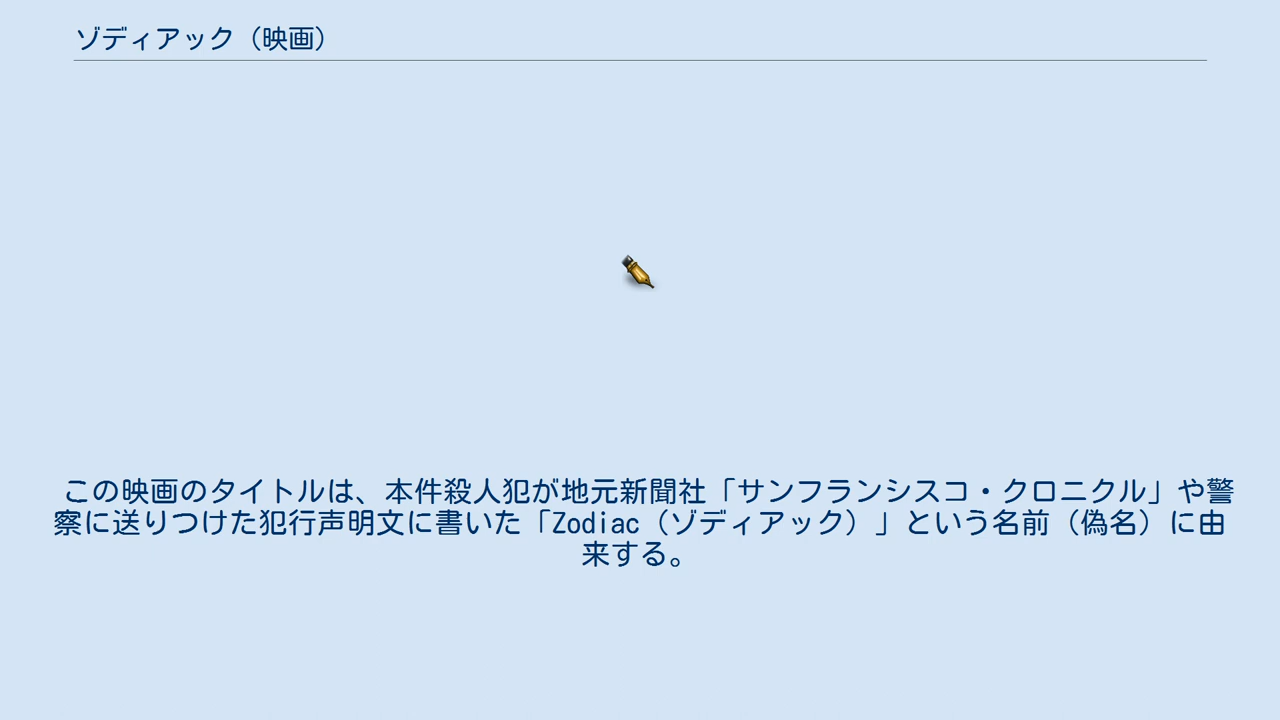 ゾディアック（映画）
この映画のタイトルは、本件殺人犯が地元新聞社「サンフランシスコ・クロニクル」や警
察に送りつけた犯行声明文に書いた「Zodiac（ゾディアック）」という名前（偽名）に由
来する。